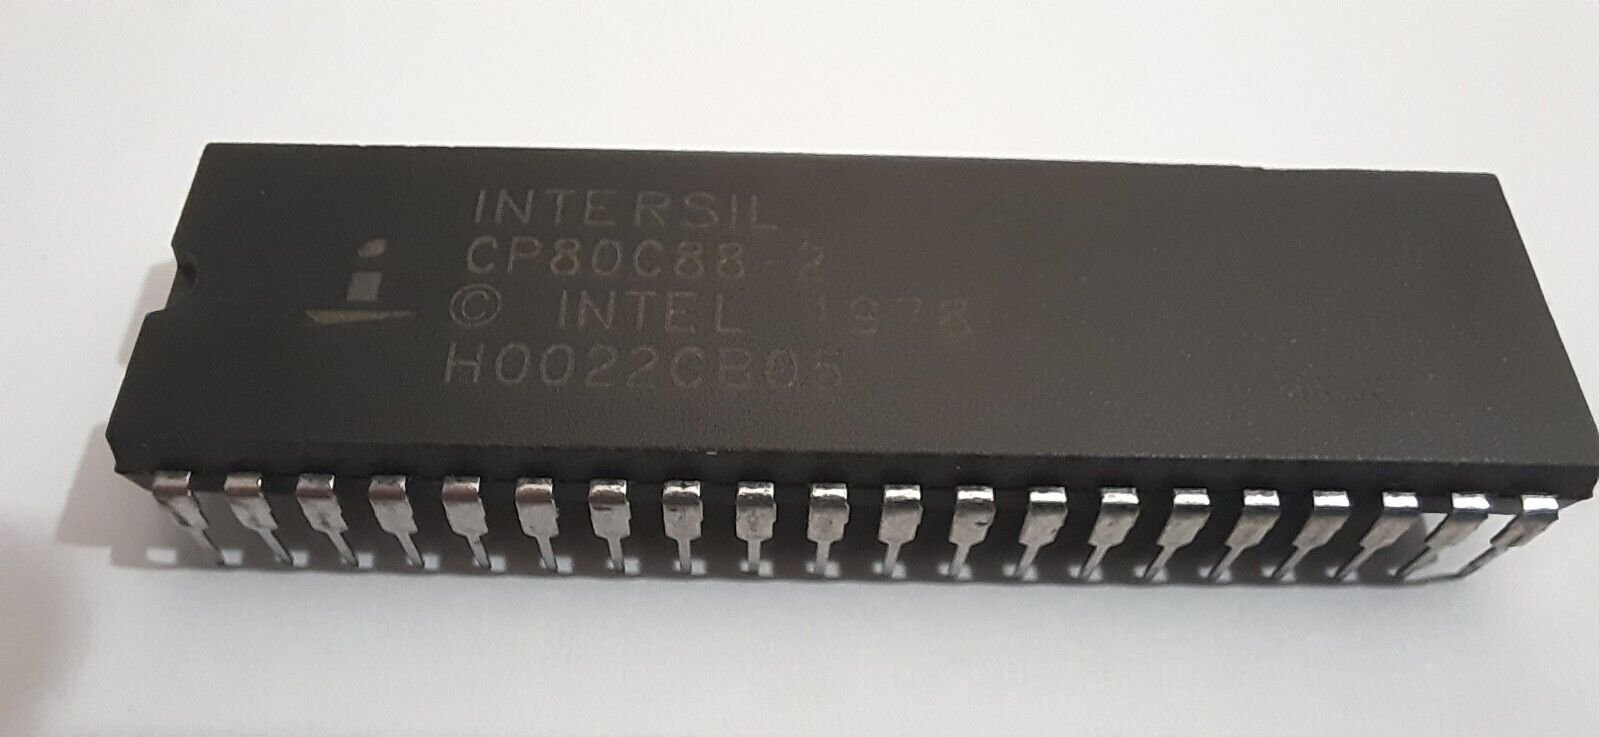 INTERSIL
CP80C88-2
© INTEL 1978
H0022CB05